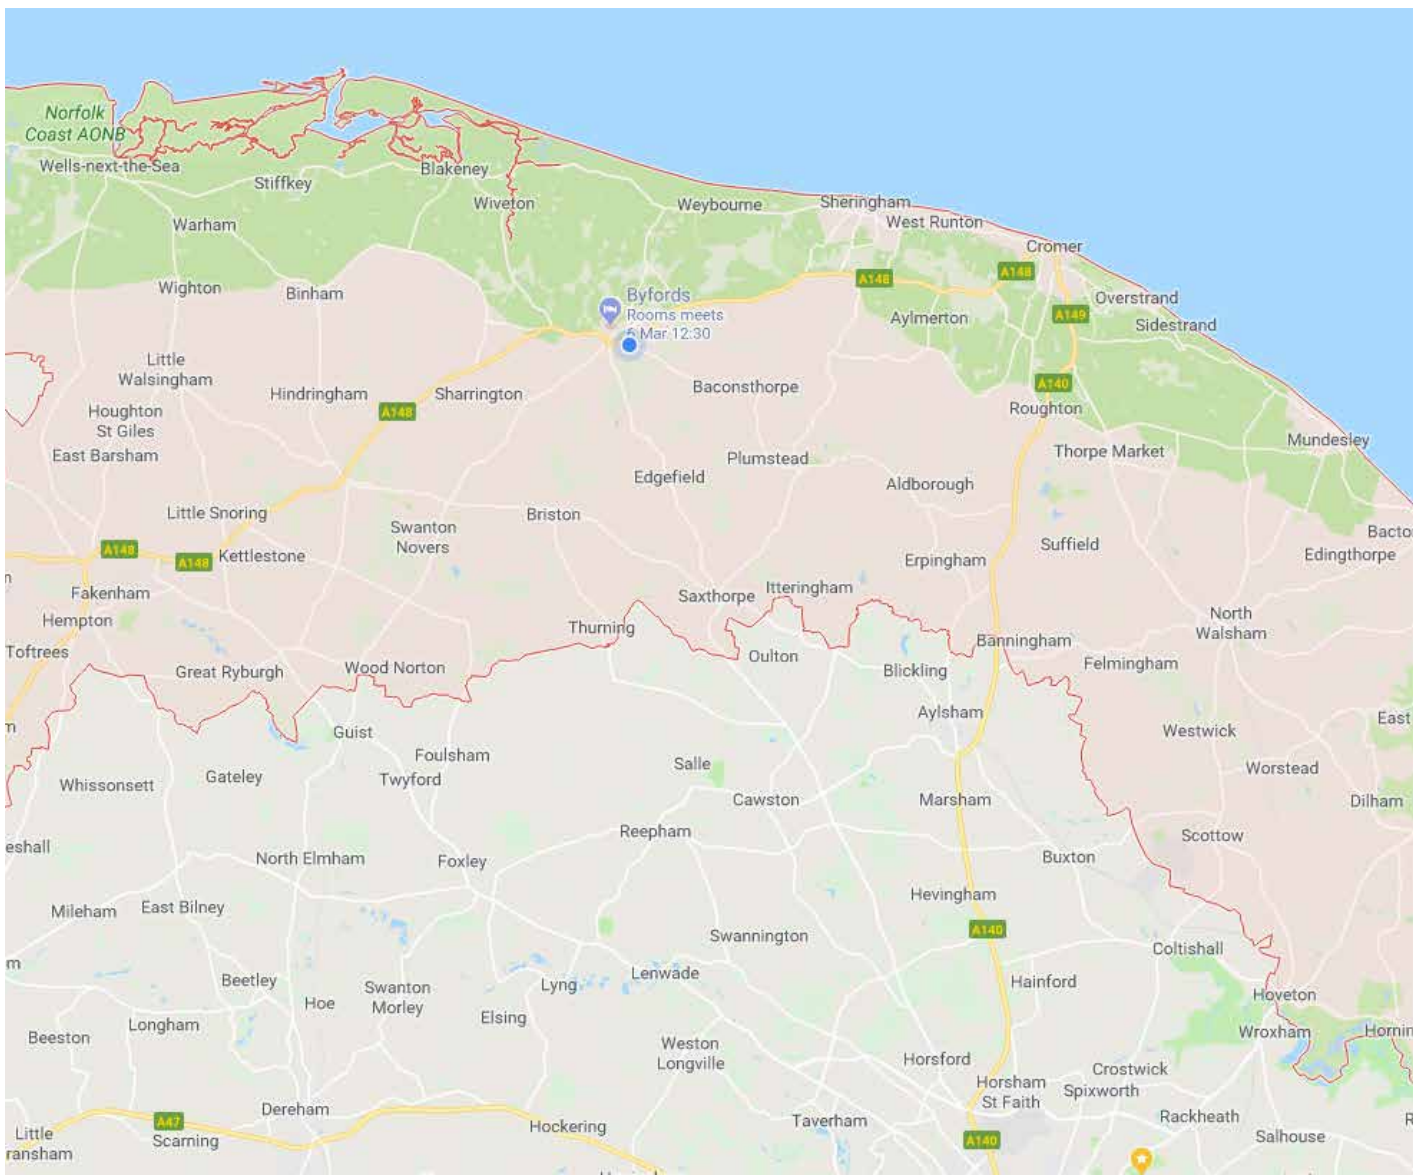 Norfolk
Coast AONB
Wells-next-the-Sea
Stiffkey
Blakeney
Wiveton
Weybourne
Sheringham
West Runton
Warham
Cromer
A148
A148
Wighton
Binham
Byfords
Rooms meets
6 Mar 12:30
Overstrand
Aylmerton
A149
Sidestrand
Little
Walsingham
Hindringham
Sharrington
Baconsthorpe
A140
Houghton
St Giles
A148
Roughton
East Barsham
Mundesley
Plumstead
Thorpe Market
Edgefield
Aldborough
Little Snoring
Briston
Swanton
Novers
Bacto
A148
A148
Kettlestone
Suffield
Edingthorpe
Erpingham
n
Fakenham
Saxthorpe
Itteringham
Hempton
Thurning
North
Walsham
Toftrees
Banningham
Great Ryburgh
Wood Norton
Oulton
Blickling
Felmingham
m
Guist
Aylsham
East
Westwick
Foulsham
Whissonsett
Gateley
Twyford
Salle
Worstead
Cawston
Marsham
Dilham
eshall
Reepham
Scottow
North Elmham
Foxley
Buxton
Mileham
East Bilney
Hevingham
A140
Swannington
Coltishall
m
Beetley
Lenwade
Hoe
Swanton
Morley
Lyng
Hainford
Hoveton
Longham
Elsing
Beeston
Wroxham
Hornin
Weston
Longville
Horsford
Crostwick
Horsham
St Faith
Spixworth
Dereham
A47
Scarning
Hockering
Taverham
Rackheath
R
Little
ransham
A140
Salhouse